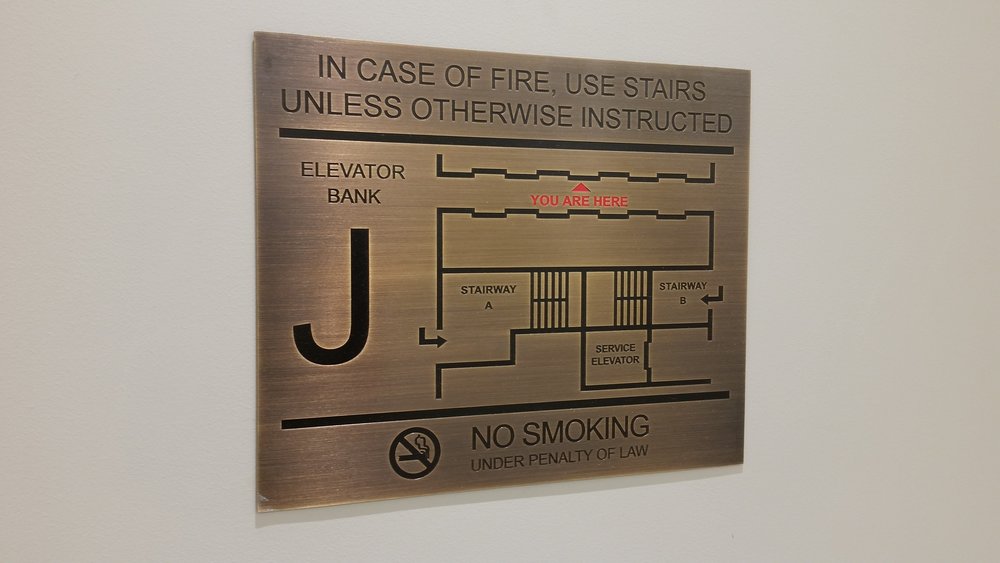 IN CASE OF FIRE, USE STAIRS
UNLESS OTHERWISE INSTRUCTED
ELEVATOR
BANK
J
YOU ARE HERE
STAIRWAY
A
STAIRWAY
B
SERVICE
ELEVATOR
NO SMOKING
UNDER PENALTY OF LAW